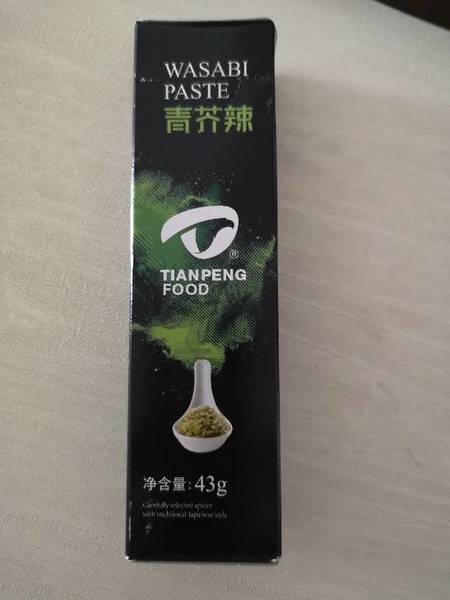 WASABI
PASTE
青芥辣
®
TIANPENG
FOOD
净含量: 43g
Carefully selected spices
with traditional Japanese style